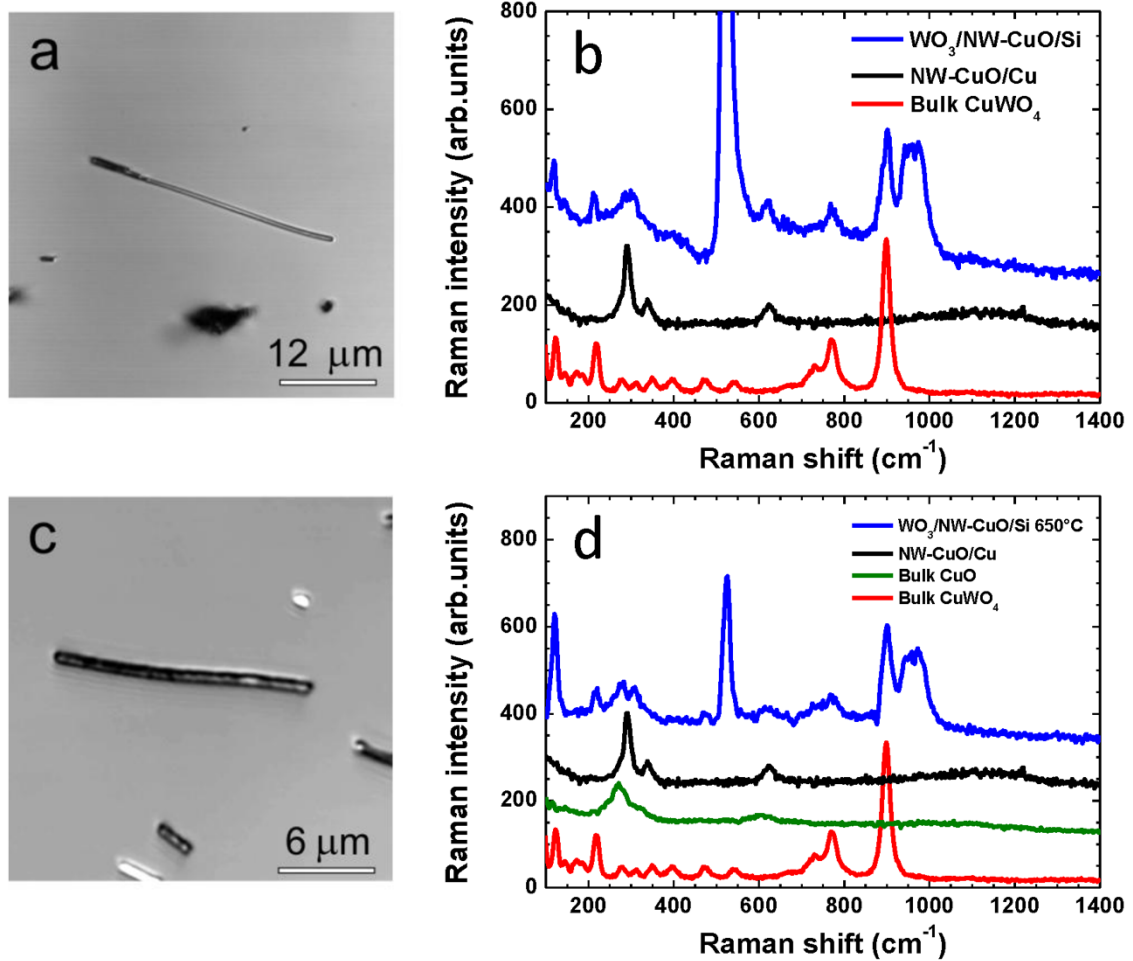 a
12 μm
b
WO3/NW-CuO/Si
NW-CuO/Cu
Bulk CuWO4
Raman intensity (arb.units)
800
600
400
200
0
200 400 600 800 1000 1200 1400
Raman shift (cm-1)
c
6 μm
d
WO3/NW-CuO/Si 650°C
NW-CuO/Cu
Bulk CuO
Bulk CuWO4
Raman intensity (arb.units)
800
600
400
200
0
200 400 600 800 1000 1200 1400
Raman shift (cm-1)